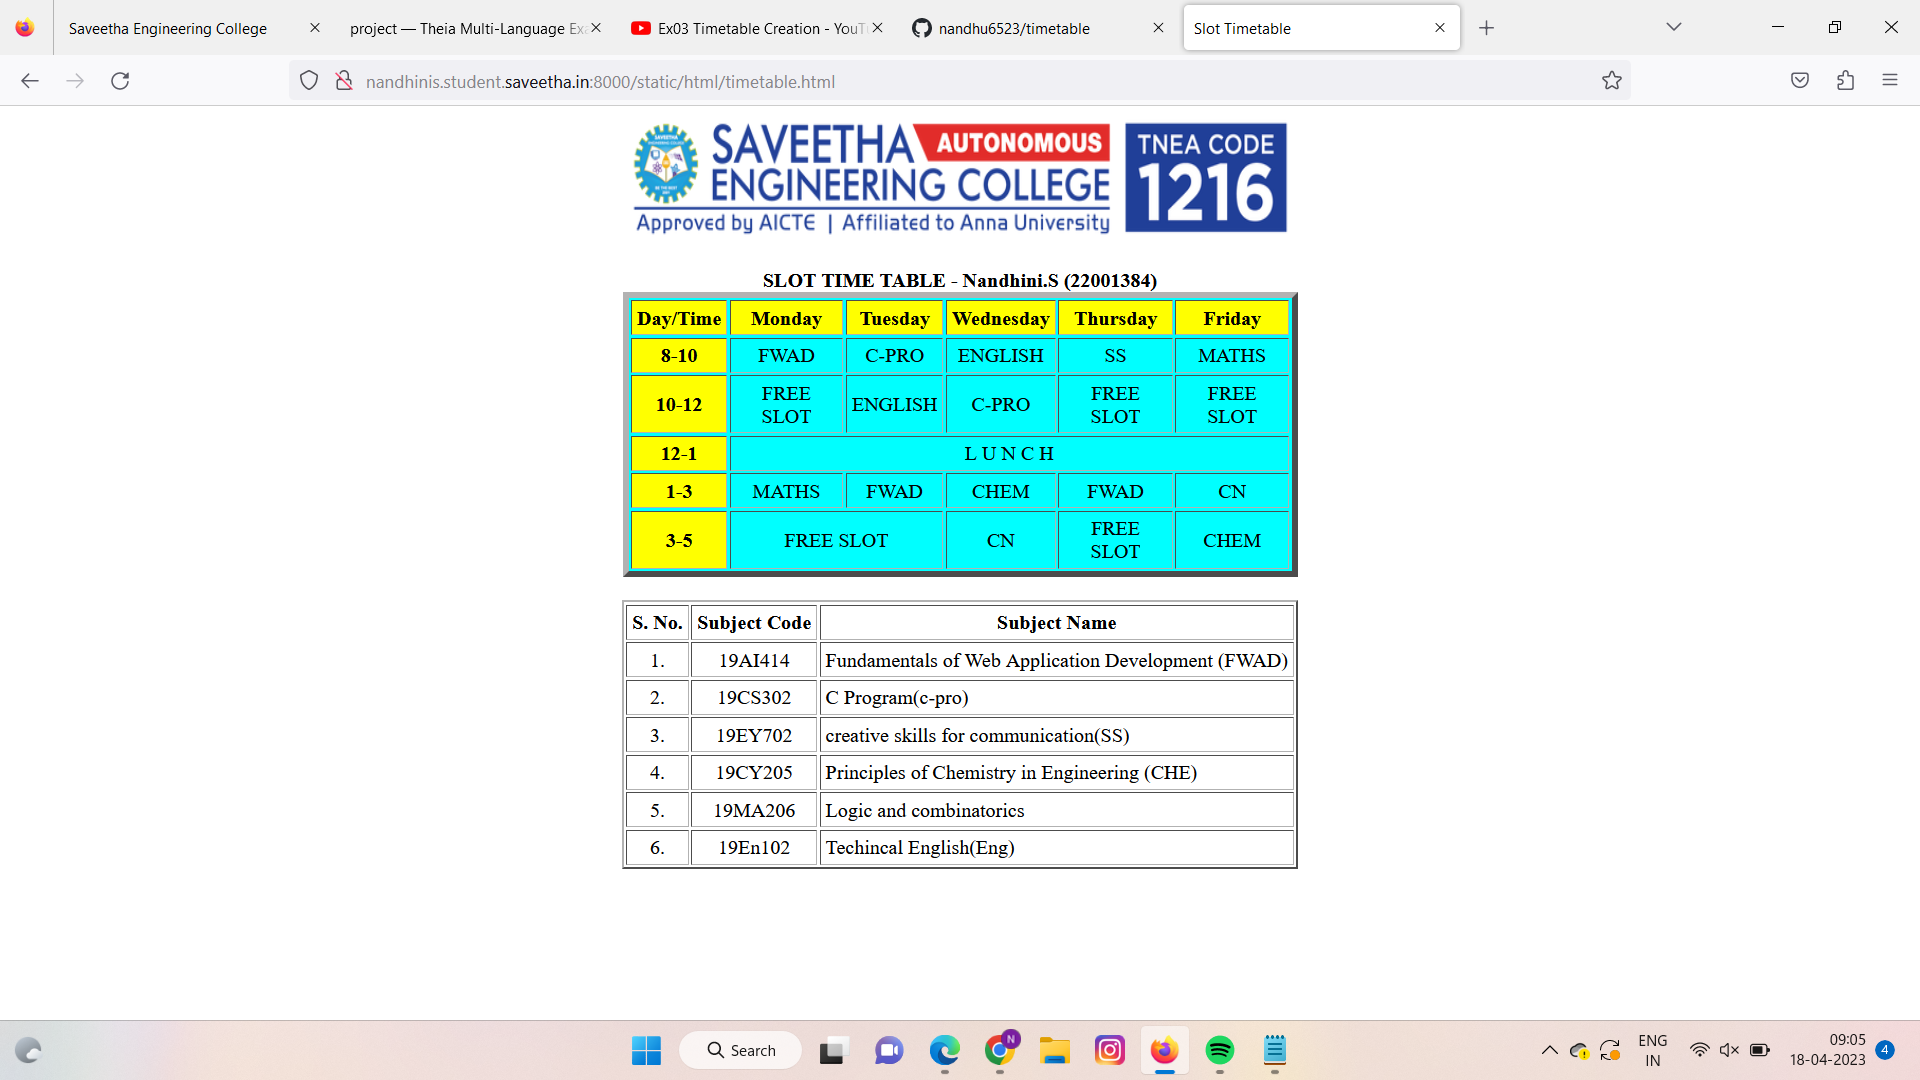 Saveetha Engineering College
project — Theia Multi-Language Exa
Ex03 Timetable Creation - YouT
nandhu6523/timetable
Slot Timetable
nandhinis.student.saveetha.in:8000/static/html/timetable.html
SAVEETHA AUTONOMOUS
ENGINEERING COLLEGE
Approved by AICTE | Affiliated to Anna University
TNEA CODE
1216
SLOT TIME TABLE - Nandhini.S (22001384)
Day/Time Monday Tuesday Wednesday Thursday Friday
8-10 FWAD C-PRO ENGLISH SS MATHS
10-12 FREE SLOT ENGLISH C-PRO FREE SLOT FREE SLOT
12-1 L U N C H
1-3 MATHS FWAD CHEM FWAD CN
3-5 FREE SLOT CN FREE SLOT CHEM
S. No. Subject Code Subject Name
1. 19AI414 Fundamentals of Web Application Development (FWAD)
2. 19CS302 C Program(c-pro)
3. 19EY702 creative skills for communication(SS)
4. 19CY205 Principles of Chemistry in Engineering (CHE)
5. 19MA206 Logic and combinatorics
6. 19En102 Techincal English(Eng)
Search
N
ENG
IN
09:05
18-04-2023
4